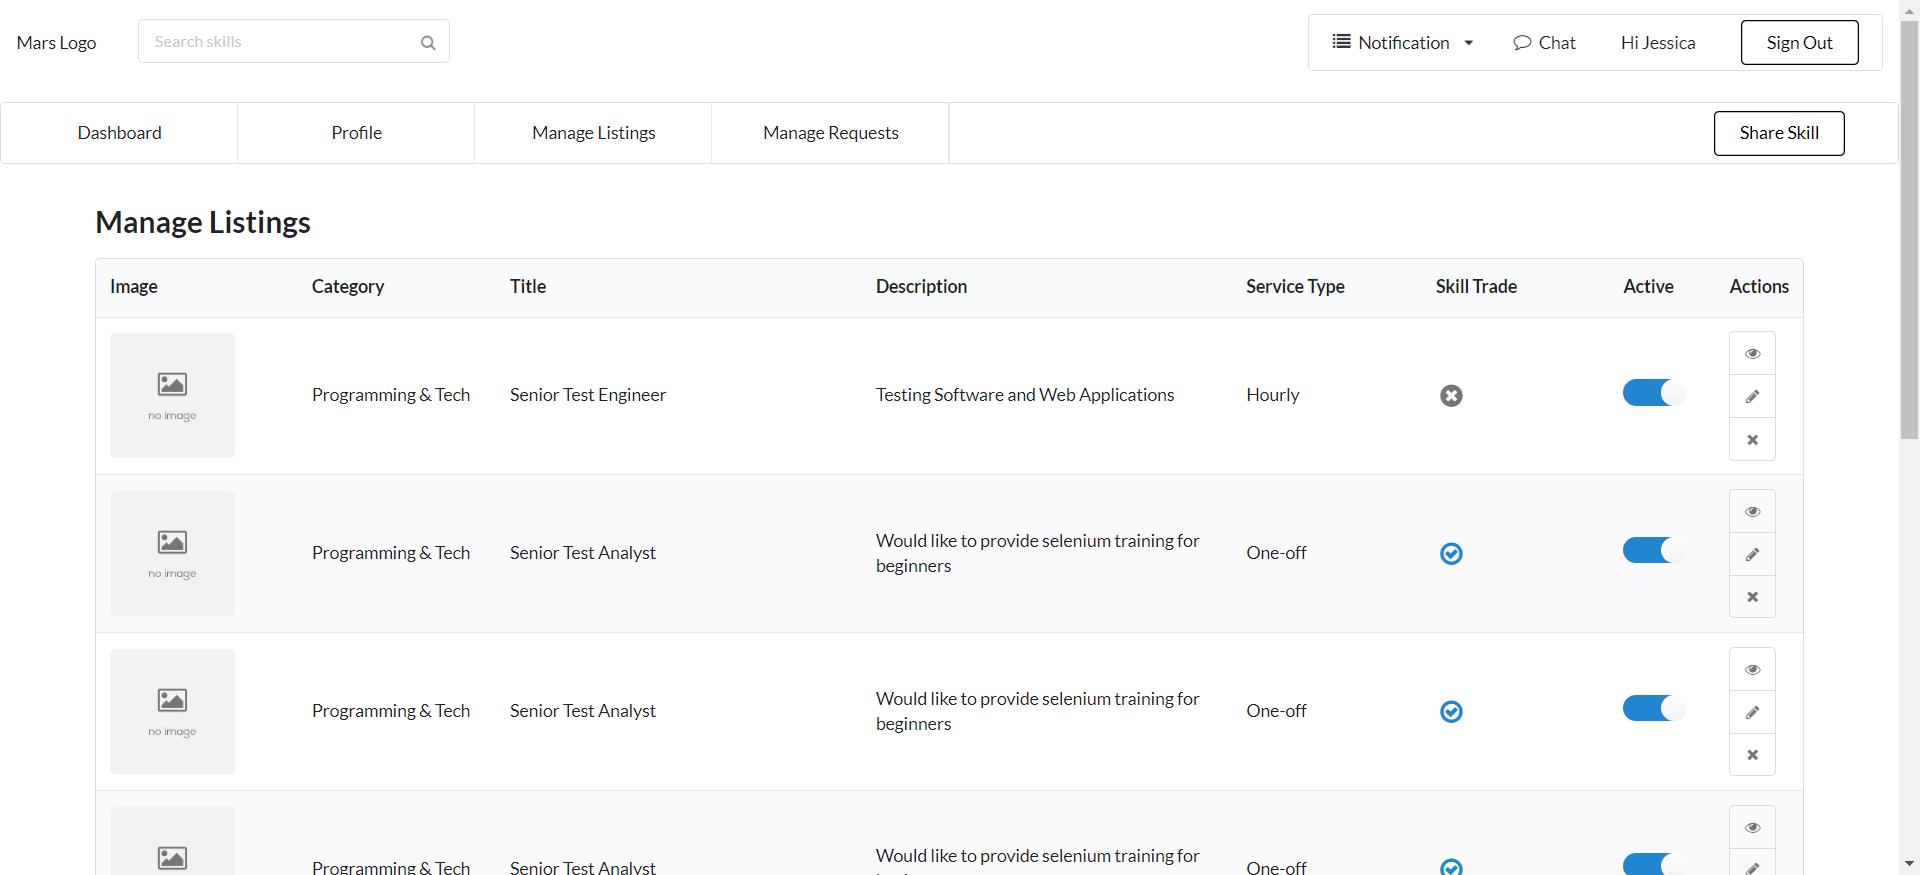 Mars Logo
Search skills
Notification
Chat
Hi Jessica
Sign Out
Dashboard
Profile
Manage Listings
Manage Requests
Share Skill
Manage Listings
Image
Category
Title
Description
Service Type
Skill Trade
Active
Actions
no image
Programming & Tech
Senior Test Engineer
Testing Software and Web Applications
Hourly
no image
Programming & Tech
Senior Test Analyst
Would like to provide selenium training for
beginners
One-off
no image
Programming & Tech
Senior Test Analyst
Would like to provide selenium training for
beginners
One-off
Programming & Tech
Senior Test Analyst
Would like to provide selenium training for
One-off